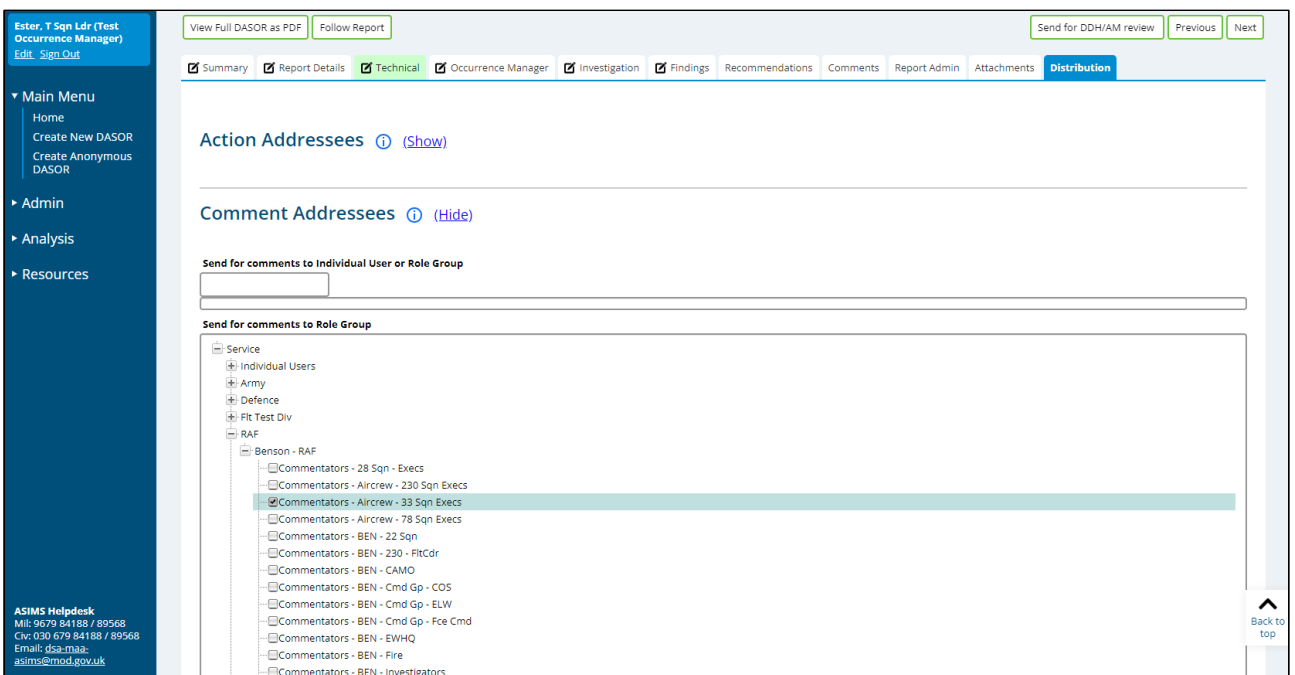 Ester, T Sqn Ldr (Test
Occurrence Manager)
Edit Sign Out
Main Menu
Home
Create New DASOR
Create Anonymous
DASOR
Admin
Analysis
Resources
ASIMS Helpdesk
Mil: 9679 84188 / 89568
Civ: 030 679 84188 / 89568
Email: dsa-maa-
asims@mod.gov.uk
View Full DASOR as PDF Follow Report Send for DDH/AM review Previous Next
Summary Report Details Technical Occurrence Manager Investigation Findings Recommendations Comments Report Admin Attachments Distribution
Action Addressees (Show)
Comment Addressees (Hide)
Send for comments to Individual User or Role Group
Send for comments to Role Group
Service
Individual Users
Army
Defence
Flt Test Div
RAF
Benson - RAF
Commentators - 28 Sqn - Execs
Commentators - Aircrew - 230 Sqn Execs
Commentators - Aircrew - 33 Sqn Execs
Commentators - Aircrew - 78 Sqn Execs
Commentators - BEN - 22 Sqn
Commentators - BEN - 230 - FltCdr
Commentators - BEN - CAMO
Commentators - BEN - Cmd Gp - COS
Commentators - BEN - Cmd Gp - ELW
Commentators - BEN - Cmd Gp - Fce Cmd
Commentators - BEN - EWHQ
Commentators - BEN - Fire
Commentators - BEN - Investigators
Back to
top